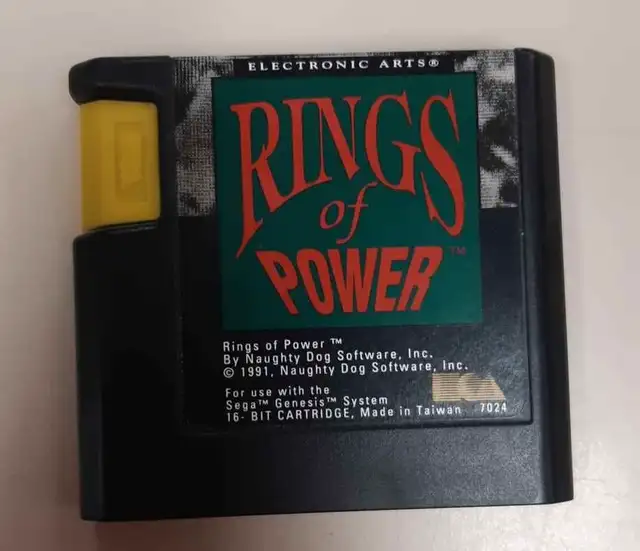 ELECTRONIC ARTS®
RINGS
of
POWER™
Rings of Power ™
By Naughty Dog Software, Inc.
© 1991, Naughty Dog Software, Inc.
For use with the
Sega™ Genesis™ System
16- BIT CARTRIDGE, Made in Taiwan 7024
EA